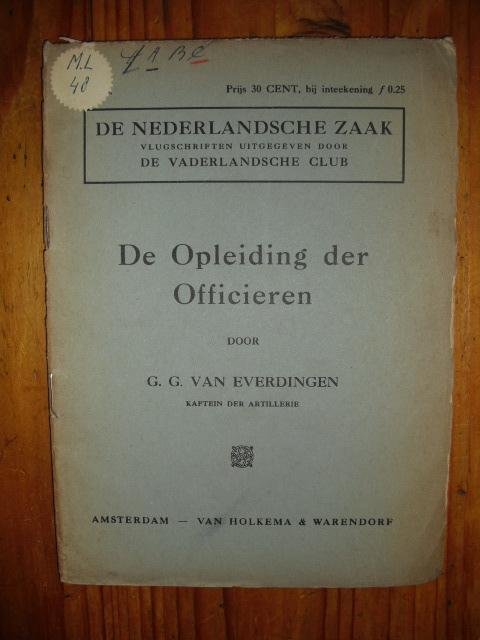 M.L
48
Prijs 30 CENT, bij inteekening ƒ 0.25
DE NEDERLANDSCHE ZAAK
VLUGSCHRIFTEN UITGEGEVEN DOOR
DE VADERLANDSCHE CLUB
De Opleiding der
Officieren
DOOR
G. G. VAN EVERDINGEN
KAPTEIN DER ARTILLERIE
AMSTERDAM — VAN HOLKEMA & WARENDORF